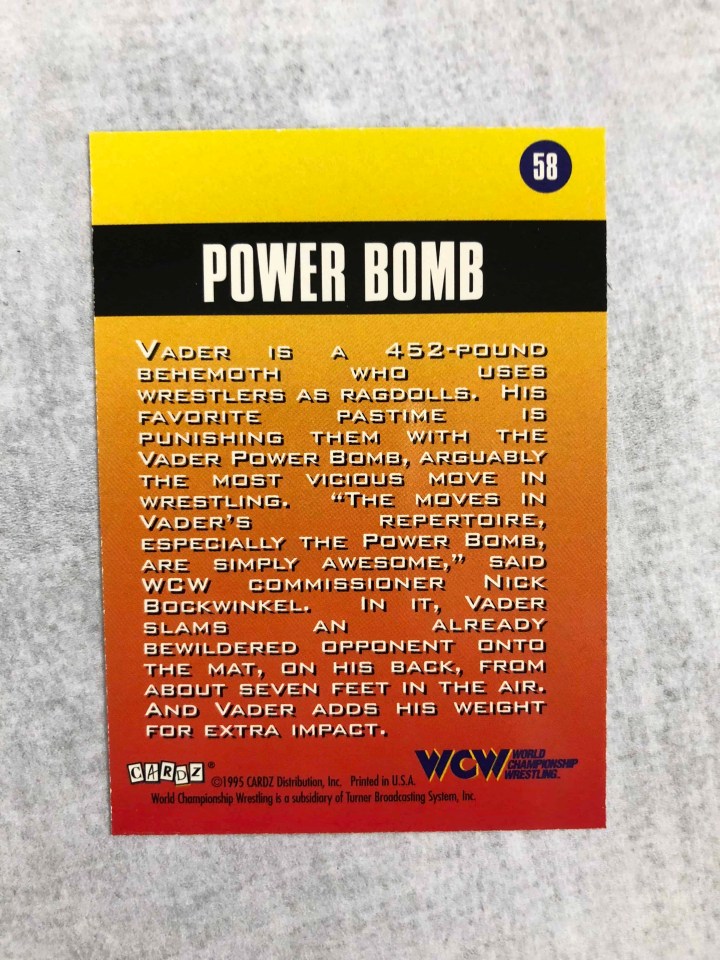 58
POWER BOMB
VADER IS A 452-POUND
BEHEMOTH WHO USES
WRESTLERS AS RAGDOLLS. HIS
FAVORITE PASTIME IS
PUNISHING THEM WITH THE
VADER POWER BOMB, ARGUABLY
THE MOST VICIOUS MOVE IN
WRESTLING. “THE MOVES IN
VADER’S REPERTOIRE,
ESPECIALLY THE POWER BOMB,
ARE SIMPLY AWESOME,” SAID
WCW COMMISSIONER NICK
BOCKWINKEL. IN IT, VADER
SLAMS AN ALREADY
BEWILDERED OPPONENT ONTO
THE MAT, ON HIS BACK, FROM
ABOUT SEVEN FEET IN THE AIR.
AND VADER ADDS HIS WEIGHT
FOR EXTRA IMPACT.
WCW WORLD
CHAMPIONSHIP
WRESTLING.
CARDZ® ©1995 CARDZ Distribution, Inc. Printed in U.S.A.
World Championship Wrestling is a subsidiary of Turner Broadcasting System, Inc.